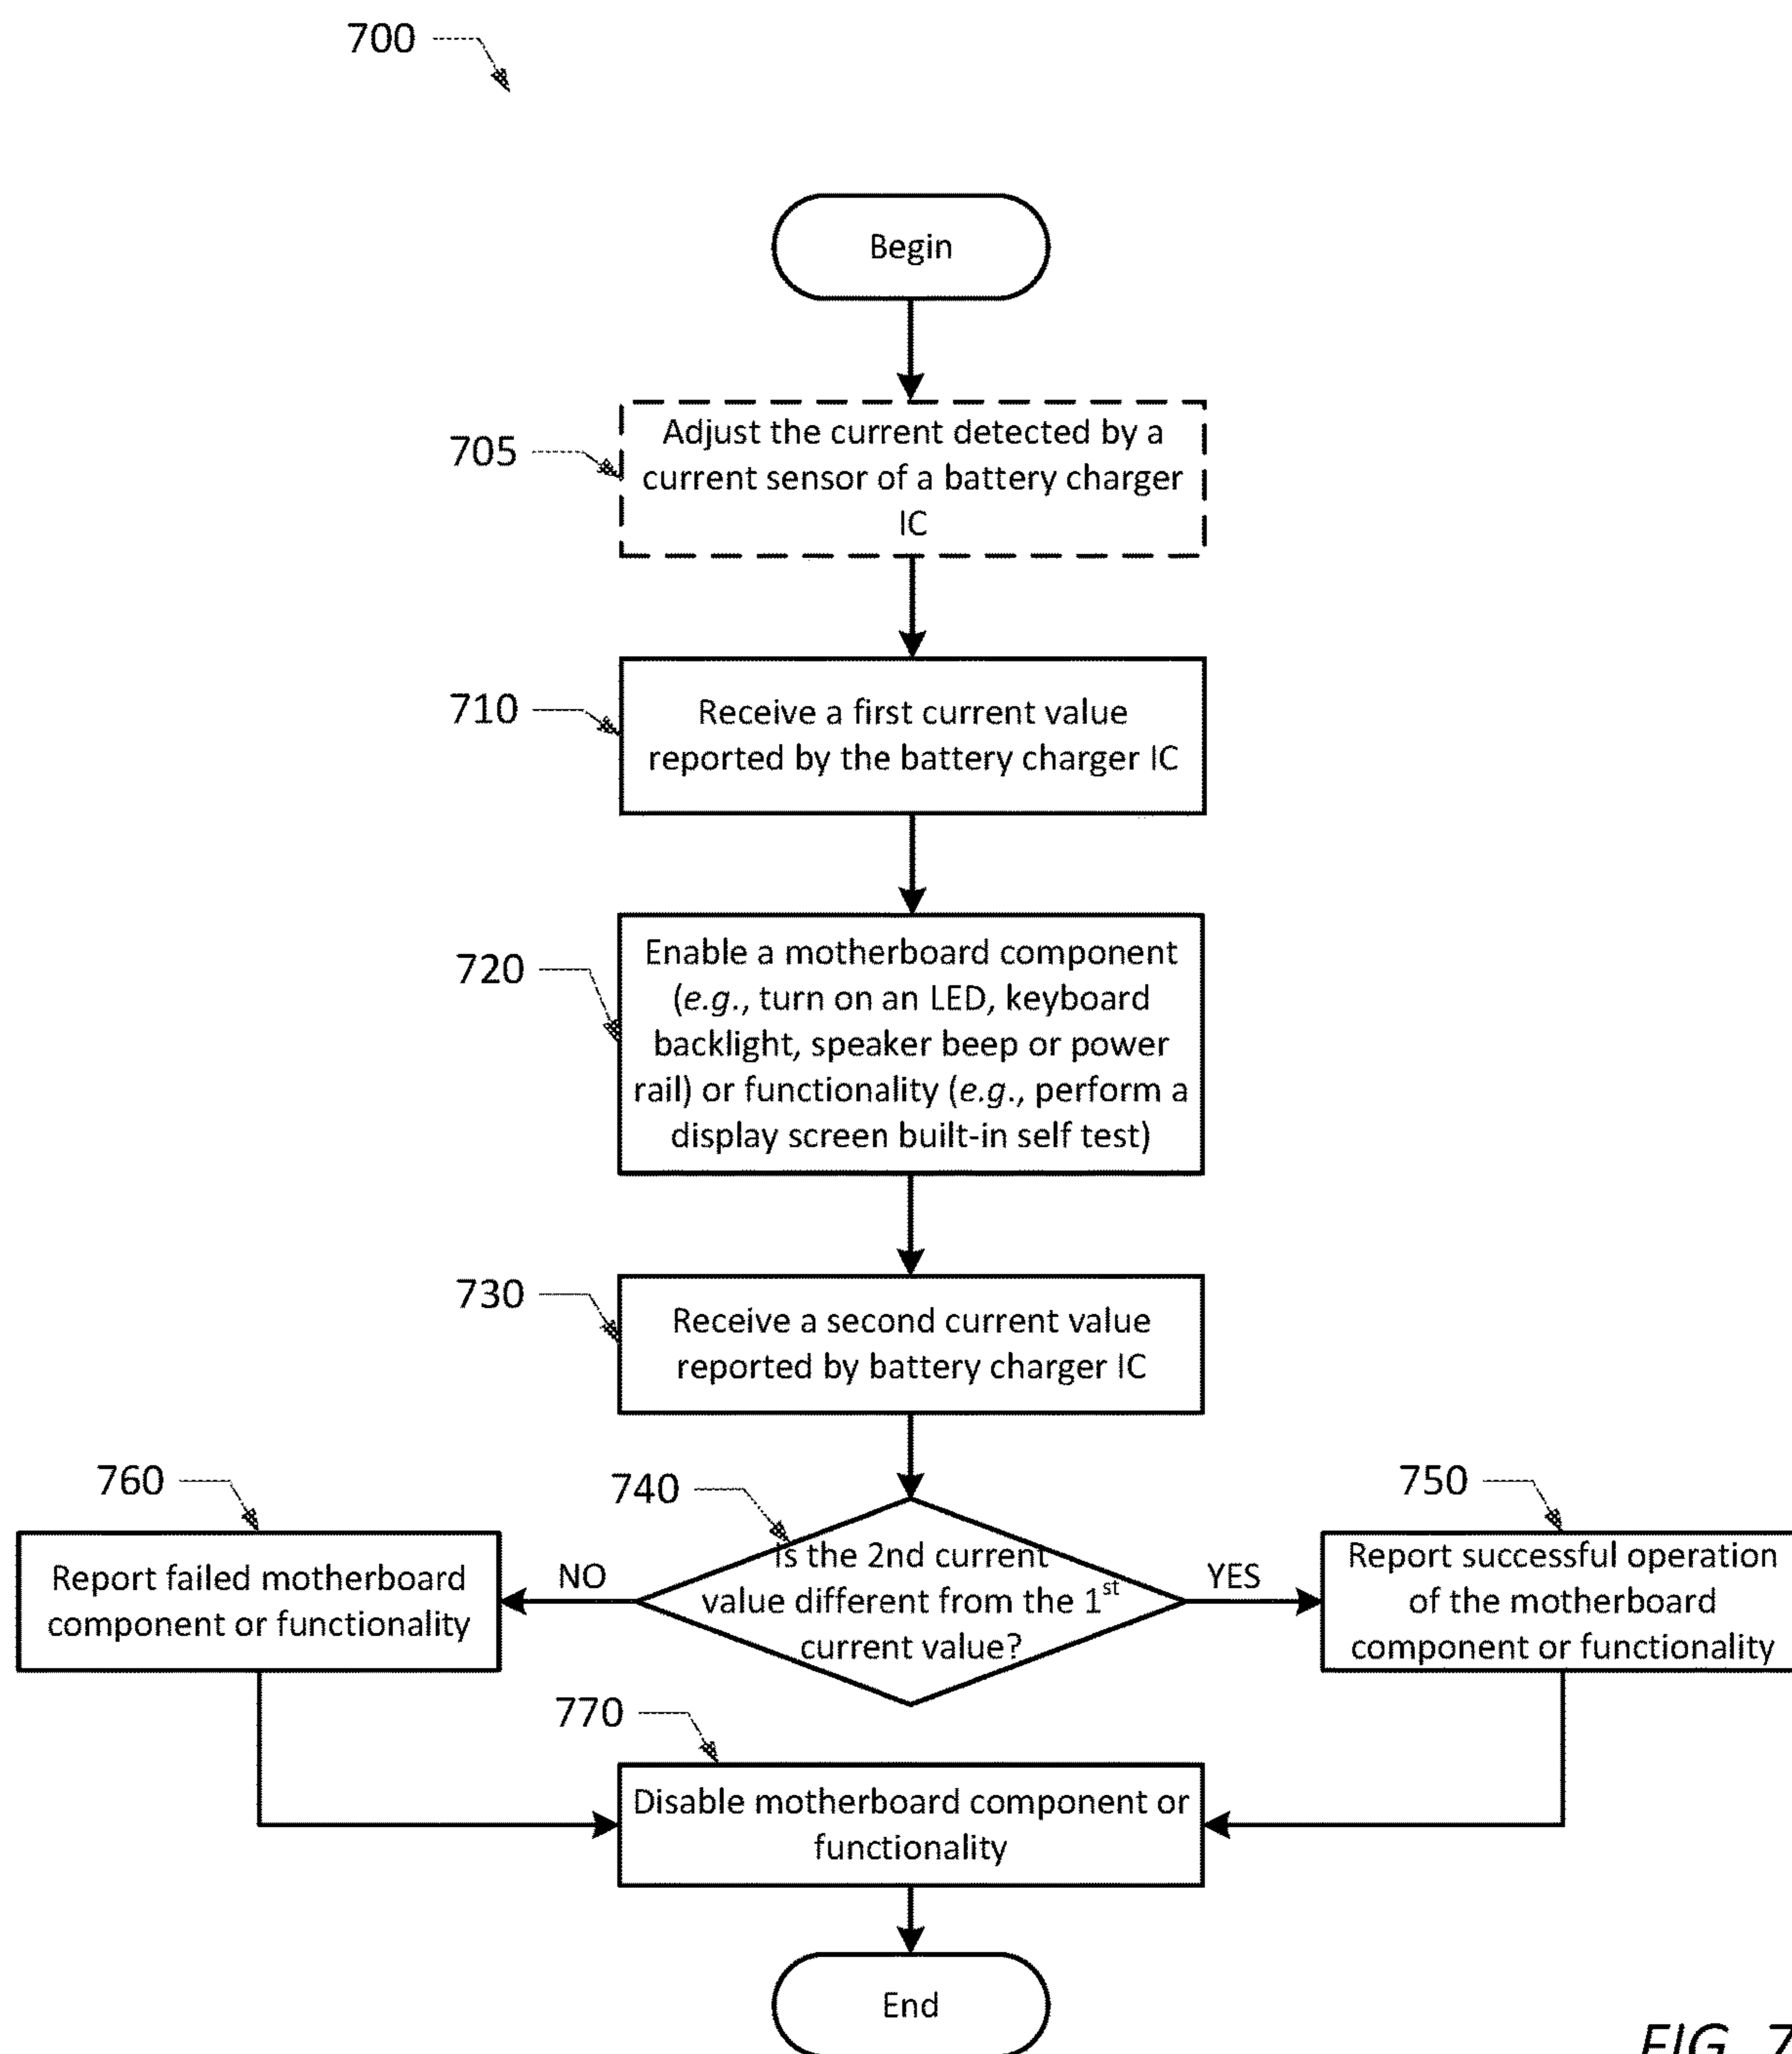 700
Begin
705
Adjust the current detected by a
current sensor of a battery charger
IC
710
Receive a first current value
reported by the battery charger IC
720
Enable a motherboard component
(e.g., turn on an LED, keyboard
backlight, speaker beep or power
rail) or functionality (e.g., perform a
display screen built-in self test)
730
Receive a second current value
reported by battery charger IC
760
Report failed motherboard
component or functionality
NO
740
Is the 2nd current
value different from the 1st
current value?
YES
750
Report successful operation
of the motherboard
component or functionality
770
Disable motherboard component or
functionality
End
FIG. 7